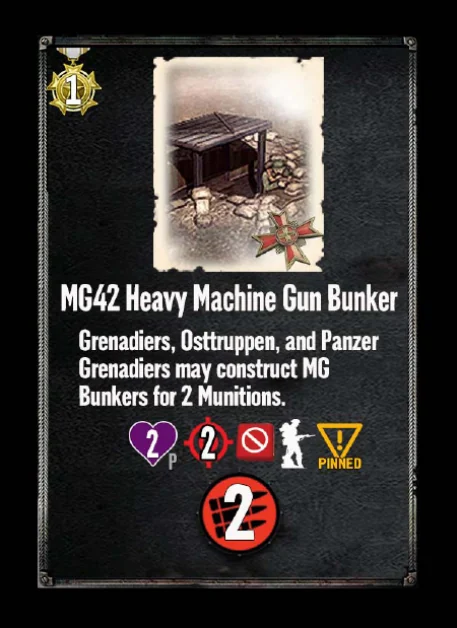 1
MG42 Heavy Machine Gun Bunker
Grenadiers, Osttruppen, and Panzer
Grenadiers may construct MG
Bunkers for 2 Munitions.
2 P 2 ! PINNED
2